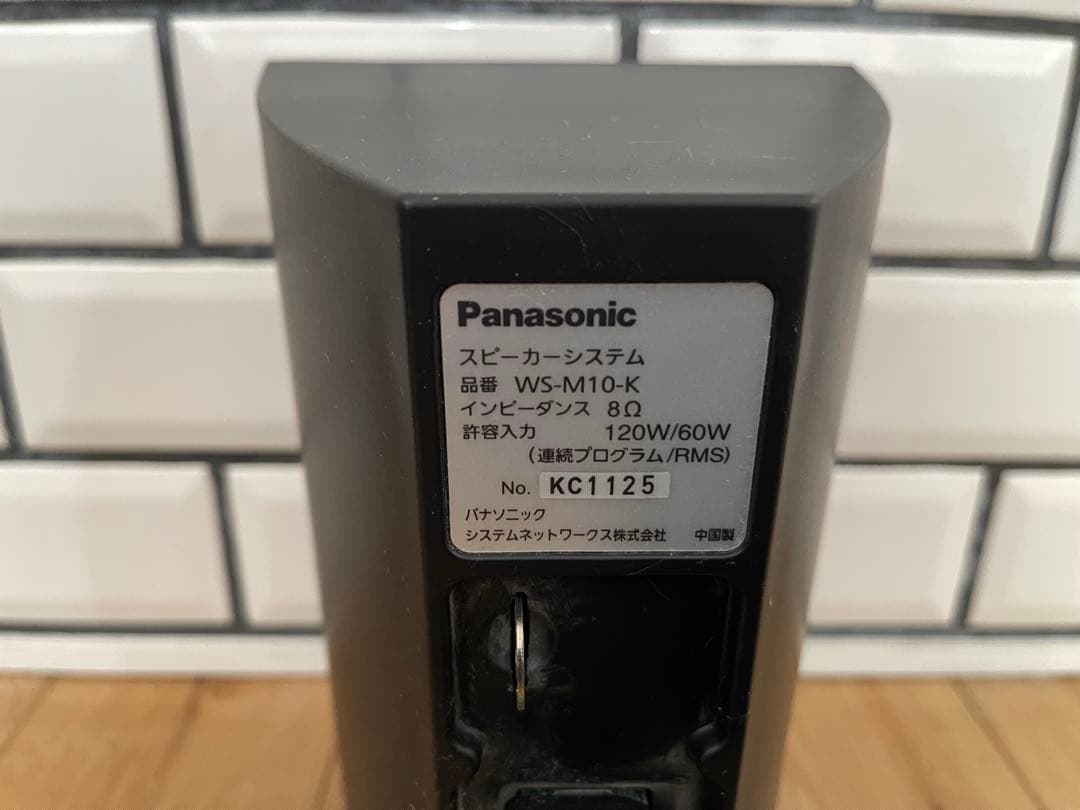 Panasonic
スピーカーシステム
品番 WS-M10-K
インピーダンス 8Ω
許容入力 120W/60W
(連続プログラム/RMS)
No. KC1125
パナソニック
システムネットワークス株式会社 中国製